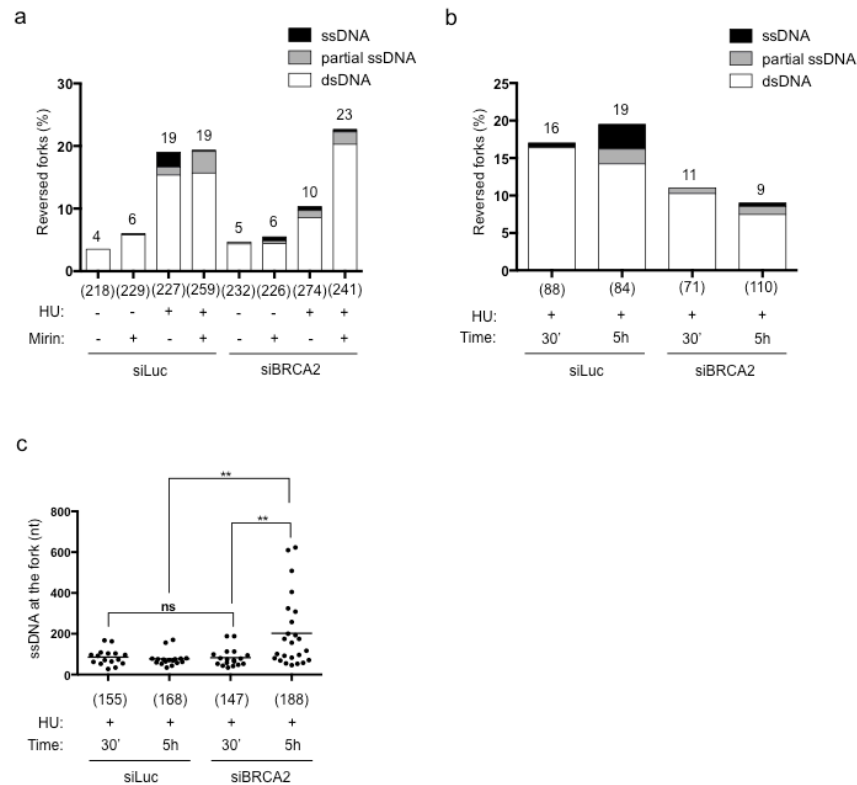 a
ssDNA
partial ssDNA
dsDNA
Reversed forks (%)
30
20
10
0
4
6
19
19
5
6
10
23
(218) (229) (227) (259) (232) (226) (274) (241)
HU: - - + + - - + +
Mirin: - + - + - + - +
siLuc siBRCA2
b
ssDNA
partial ssDNA
dsDNA
Reversed forks (%)
25
20
15
10
5
0
16
19
11
9
(88) (84) (71) (110)
HU: + + + +
Time: 30' 5h 30' 5h
siLuc siBRCA2
c
ssDNA at the fork (nt)
800
600
400
200
0
**
**
ns
(155) (168) (147) (188)
HU: + + + +
Time: 30' 5h 30' 5h
siLuc siBRCA2